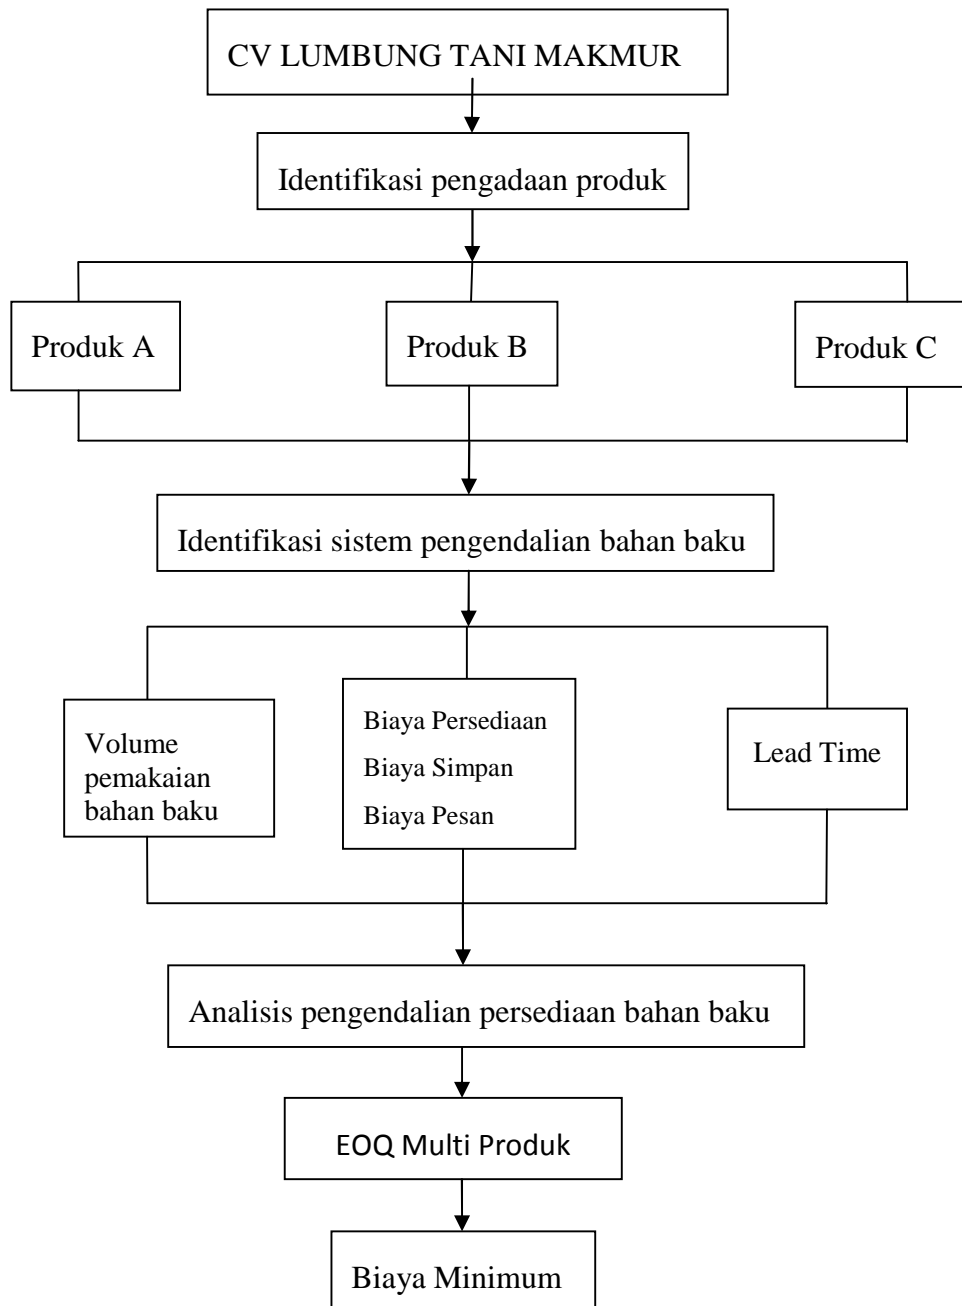 CV LUMBUNG TANI MAKMUR
Identifikasi pengadaan produk
Produk A
Produk B
Produk C
Identifikasi sistem pengendalian bahan baku
Volume
pemakaian
bahan baku
Biaya Persediaan
Biaya Simpan
Biaya Pesan
Lead Time
Analisis pengendalian persediaan bahan baku
EOQ Multi Produk
Biaya Minimum